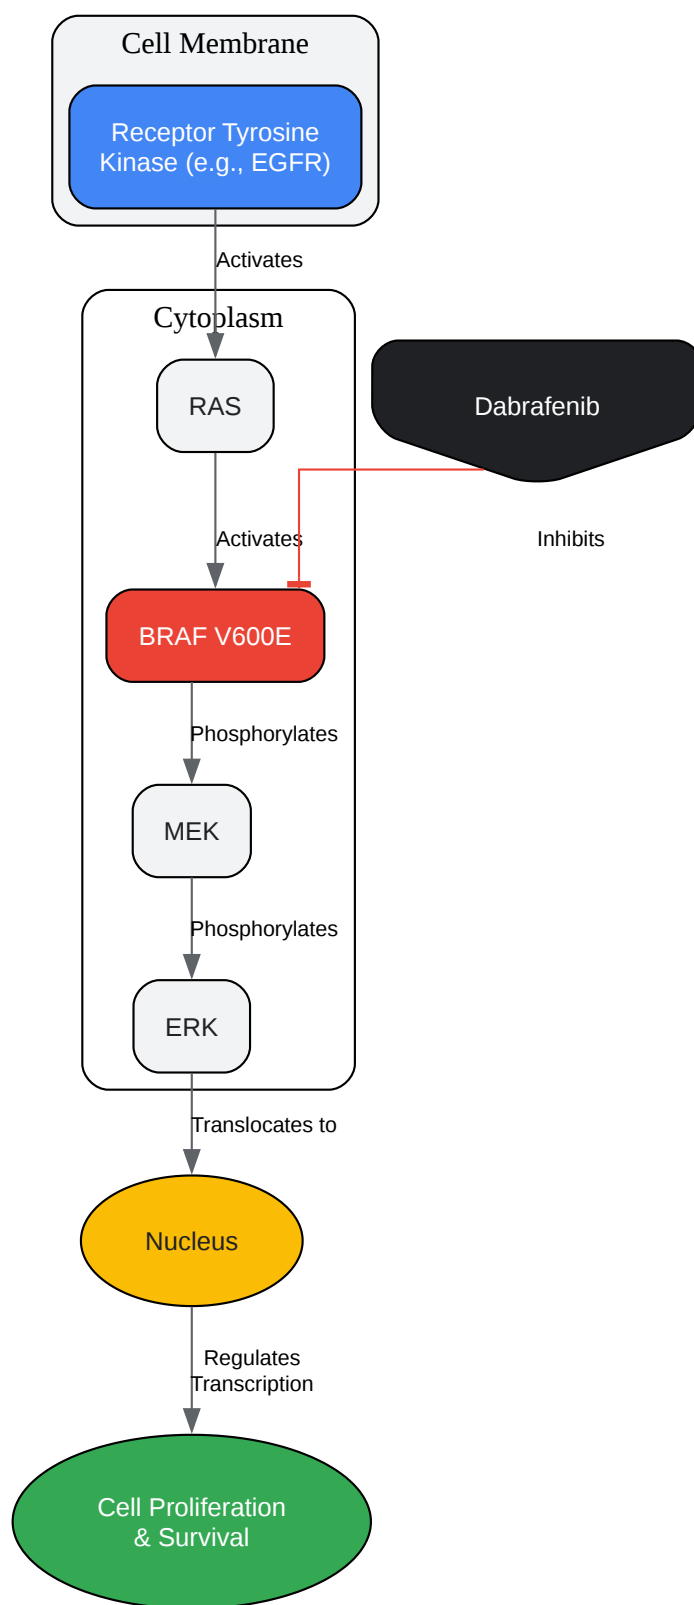 Cell Membrane
Receptor Tyrosine
Kinase (e.g., EGFR)
Activates
Cytoplasm
RAS
Dabrafenib
Activates
Inhibits
BRAF V600E
Phosphorylates
MEK
Phosphorylates
ERK
Translocates to
Nucleus
Regulates
Transcription
Cell Proliferation
& Survival